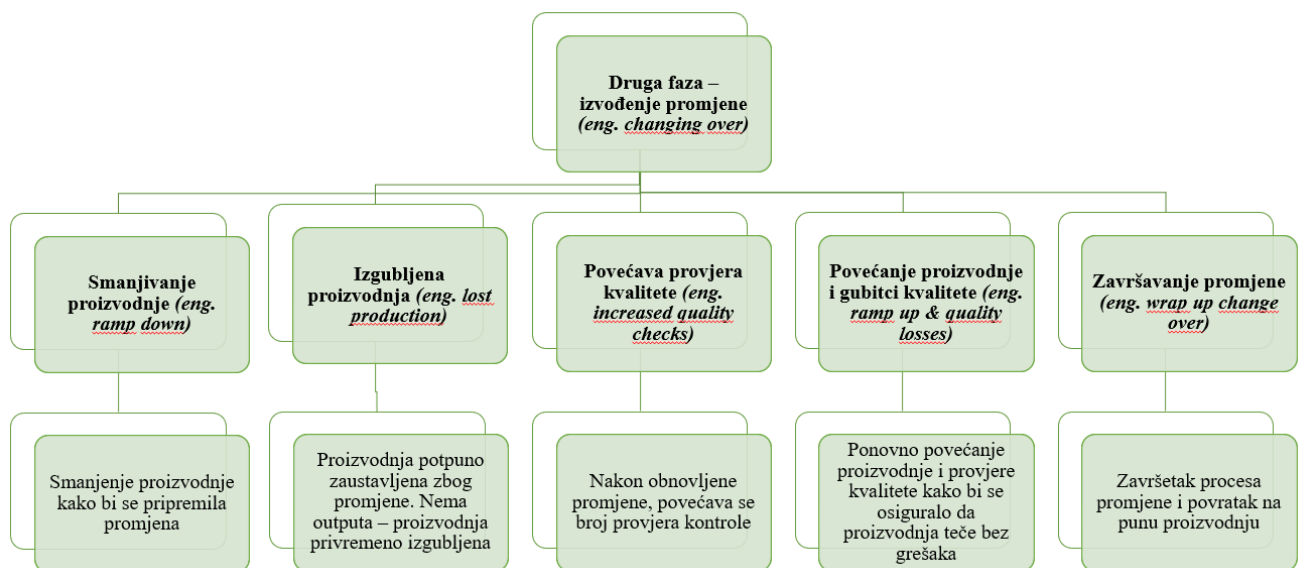 Druga faza –
izvođenje promjene
(eng. changing over)
Smanjivanje
proizvodnje (eng.
ramp down)
Izgubljena
proizvodnja (eng. lost
production)
Povećava provjera
kvalitete (eng.
increased quality
checks)
Povećanje proizvodnje
i gubitci kvalitete (eng.
ramp up & quality
losses)
Završavanje promjene
(eng. wrap up change
over)
Smanjenje proizvodnje
kako bi se pripremila
promjena
Proizvodnja potpuno
zaustavljena zbog
promjene. Nema
outputa – proizvodnja
privremeno izgubljena
Nakon obnovljene
promjene, povećava se
broj provjera kontrole
Ponovno povećanje
proizvodnje i provjere
kvalitete kako bi se
osiguralo da
proizvodnja teče bez
grešaka
Završetak procesa
promjene i povratak na
punu proizvodnju